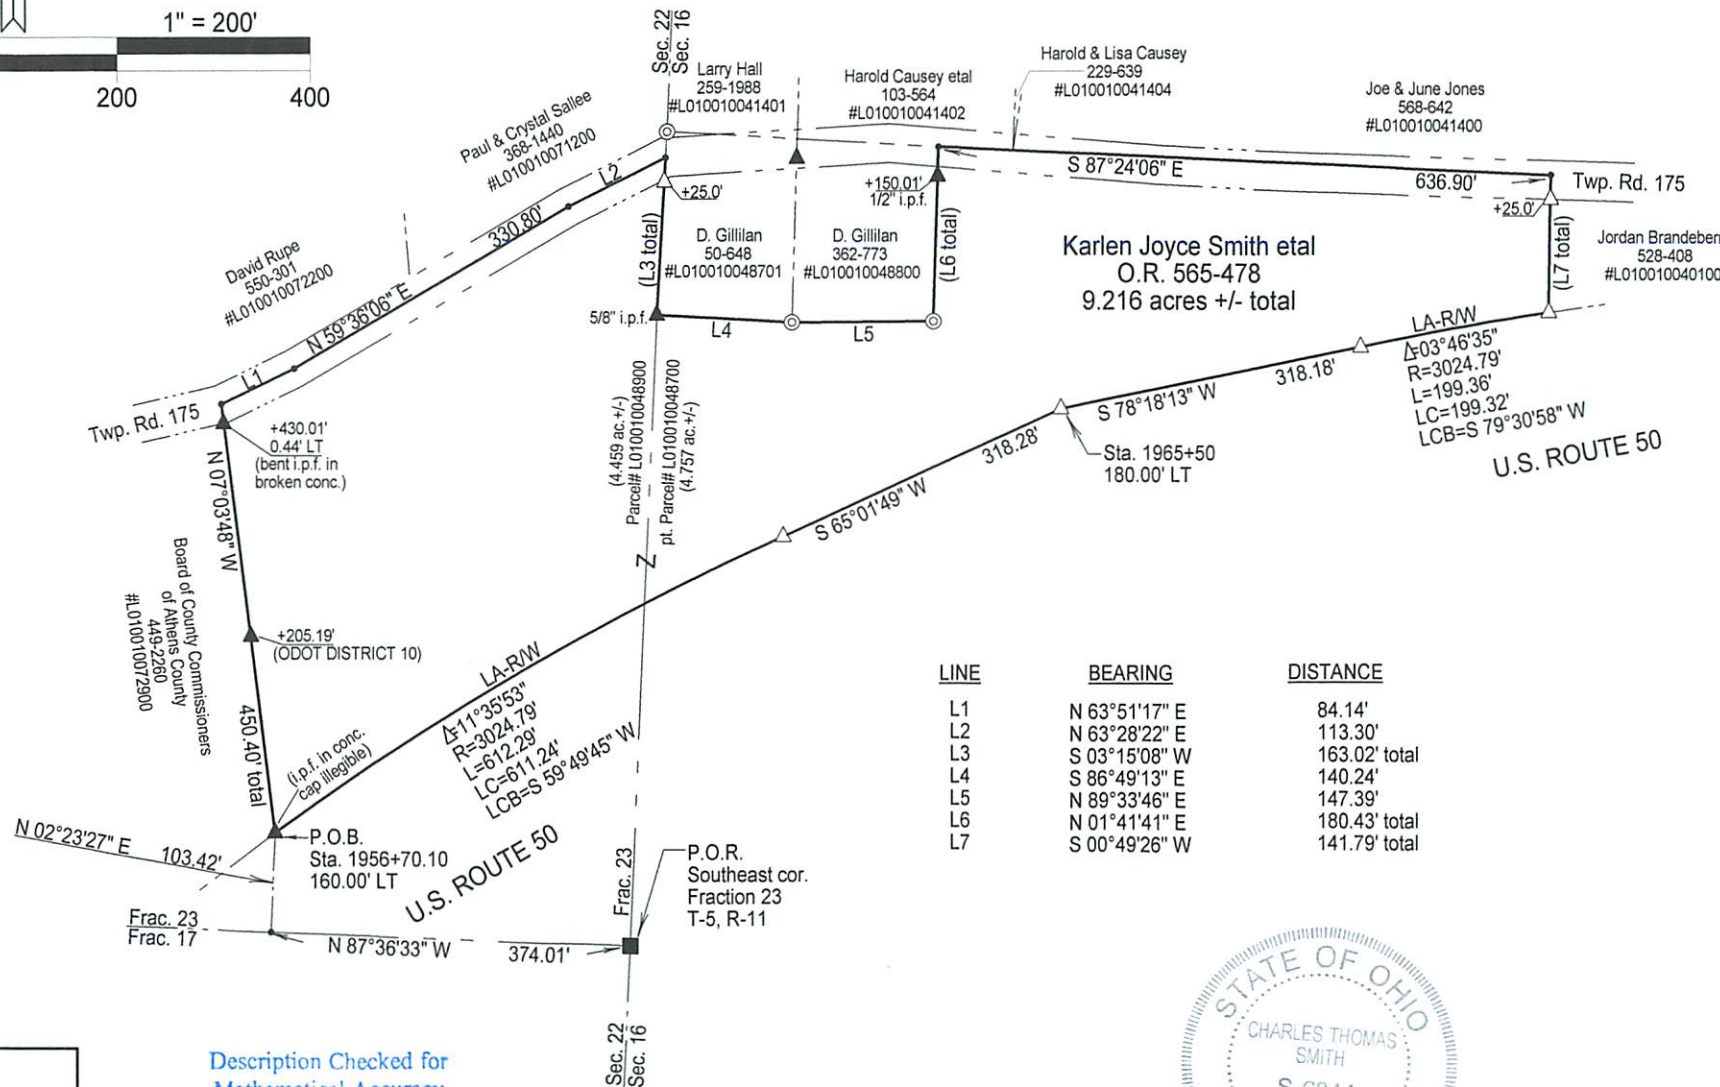 1" = 200'
200
400
Sec. 22
Sec. 16
Larry Hall
259-1988
#L010010041401
Harold Causey etal
103-564
#L010010041402
Harold & Lisa Causey
229-639
#L010010041404
Joe & June Jones
568-642
#L010010041400
Paul & Crystal Sallee
368-1440
#L010010071200
David Rupe
550-301
#L010010072200
L2
330.80'
N 59°36'06" E
L1
Twp. Rd. 175
+25.0'
(L3 total)
D. Gillilan
50-648
#L010010048701
D. Gillilan
362-773
#L010010048800
+150.01'
1/2" i.p.f.
(L6 total)
S 87°24'06" E
636.90'
Twp. Rd. 175
+25.0'
(L7 total)
Jordan Brandeberr
528-408
#L010010040100
Karlen Joyce Smith etal
O.R. 565-478
9.216 acres +/- total
5/8" i.p.f.
L4
L5
LA-R/W
Δ=03°46'35"
R=3024.79'
L=199.36'
LC=199.32'
LCB=S 79°30'58" W
U.S. ROUTE 50
318.18'
S 78°18'13" W
Sta. 1965+50
180.00' LT
318.28'
S 65°01'49" W
+430.01'
0.44' LT
(bent i.p.f. in
broken conc.)
N 07°03'48" W
(4.459 ac.+/-)
Parcel# L010010048900
pt. Parcel# L010010048700
(4.757 ac.+/-)
Z
Board of County Commissioners
of Athens County
449-2260
#L010010072900
+205.19'
(ODOT DISTRICT 10)
450.40' total
(i.p.f. in conc.
cap illegible)
LA-R/W
Δ=11°35'53"
R=3024.79'
L=612.29'
LC=611.24'
LCB=S 59°49'45" W
N 02°23'27" E
103.42'
P.O.B.
Sta. 1956+70.10
160.00' LT
U.S. ROUTE 50
Frac. 23
P.O.R.
Southeast cor.
Fraction 23
T-5, R-11
Frac. 23
Frac. 17
N 87°36'33" W
374.01'
Sec. 22
Sec. 16
LINE BEARING DISTANCE
L1 N 63°51'17" E 84.14'
L2 N 63°28'22" E 113.30'
L3 S 03°15'08" W 163.02' total
L4 S 86°49'13" E 140.24'
L5 N 89°33'46" E 147.39'
L6 N 01°41'41" E 180.43' total
L7 S 00°49'26" W 141.79' total
Description Checked for
Mathematical Accuracy
STATE OF OHIO
CHARLES THOMAS
SMITH